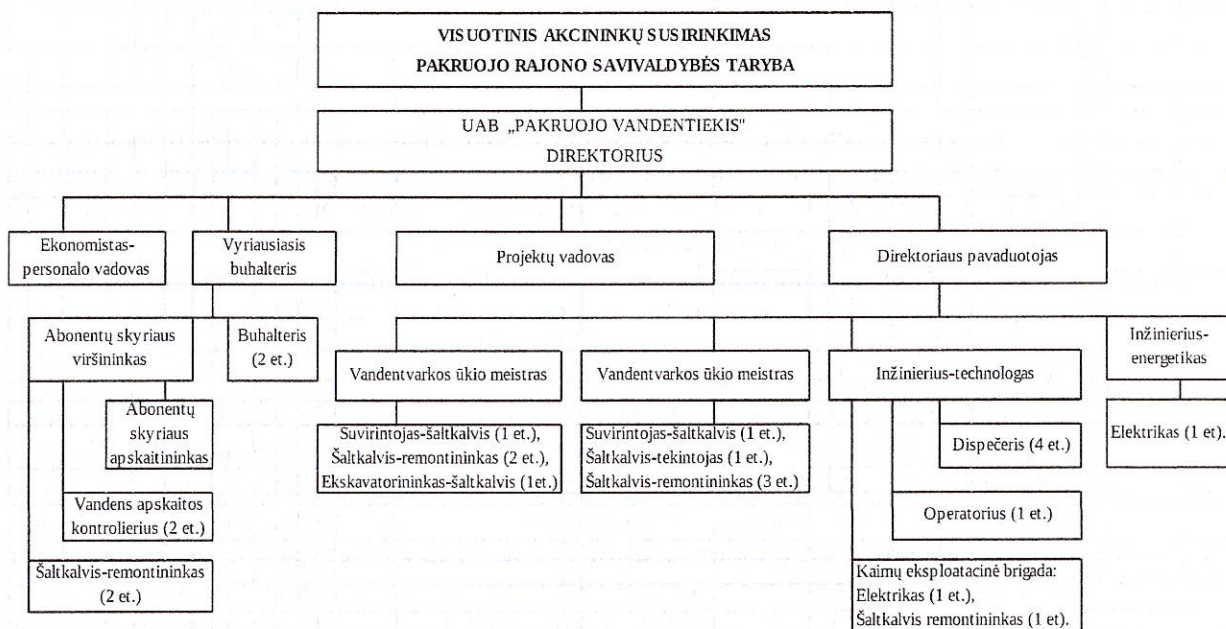 VISUOTINIS AKCININKŲ SUSIRINKIMAS
PAKRUOJO RAJONO SAVIVALDYBĖS TARYBA
UAB „PAKRUOJO VANDENTIEKIS"
DIREKTORIUS
Ekonomistas-
personalo vadovas
Vyriausiasis
buhalteris
Projektų vadovas
Direktoriaus pavaduotojas
Abonentų skyriaus
viršininkas
Buhalteris
(2 et.)
Vandentvarkos ūkio meistras
Vandentvarkos ūkio meistras
Inžinierius-technologas
Inžinierius-
energetikas
Abonentų
skyriaus
apskaitininkas
Vandens apskaitos
kontrolierius (2 et.)
Šaltkalvis-remontininkas
(2 et.)
Suvirintojas-šaltkalvis (1 et.),
Šaltkalvis-remontininkas (2 et.),
Ekskavatorininkas-šaltkalvis (1et.)
Suvirintojas-šaltkalvis (1 et.),
Šaltkalvis-tekintojas (1 et.),
Šaltkalvis-remontininkas (3 et.)
Dispečeris (4 et.)
Operatorius (1 et.)
Kaimų eksploatacinė brigada:
Elektrikas (1 et.),
Šaltkalvis remontininkas (1 et).
Elektrikas (1 et).